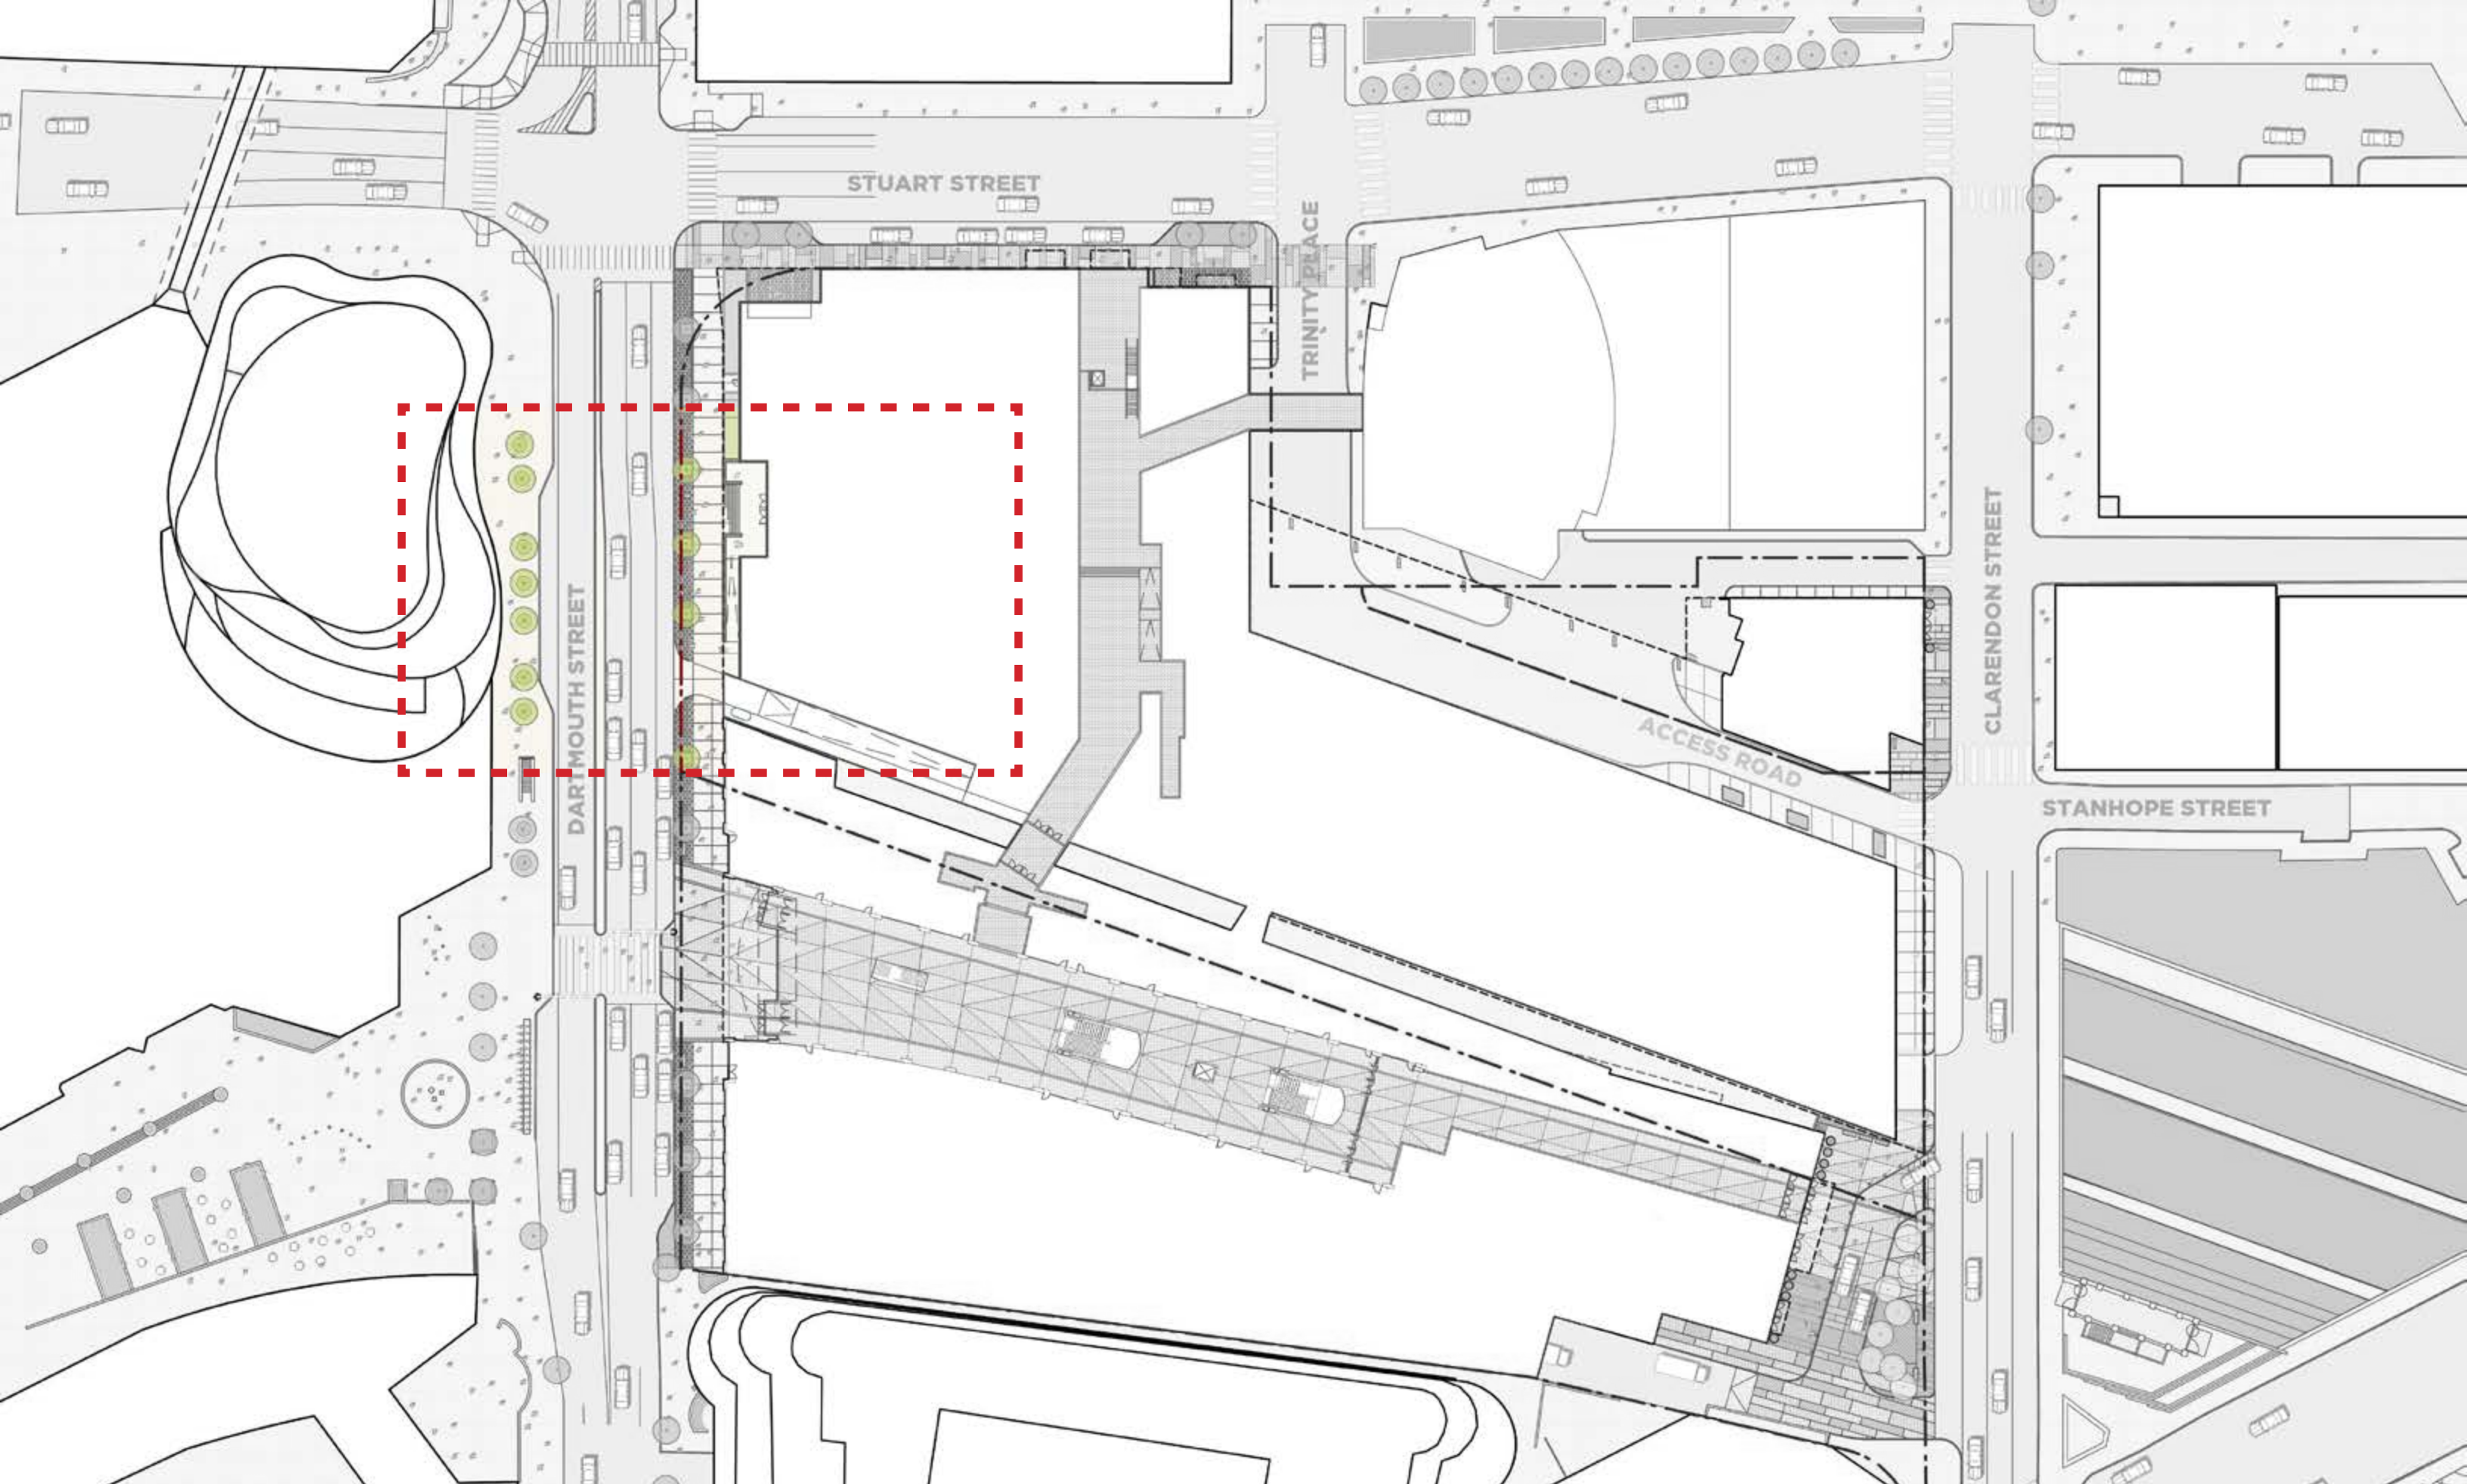 STUART STREET
TRINITY PLACE
CLARENDON STREET
DARTMOUTH STREET
ACCESS ROAD
STANHOPE STREET